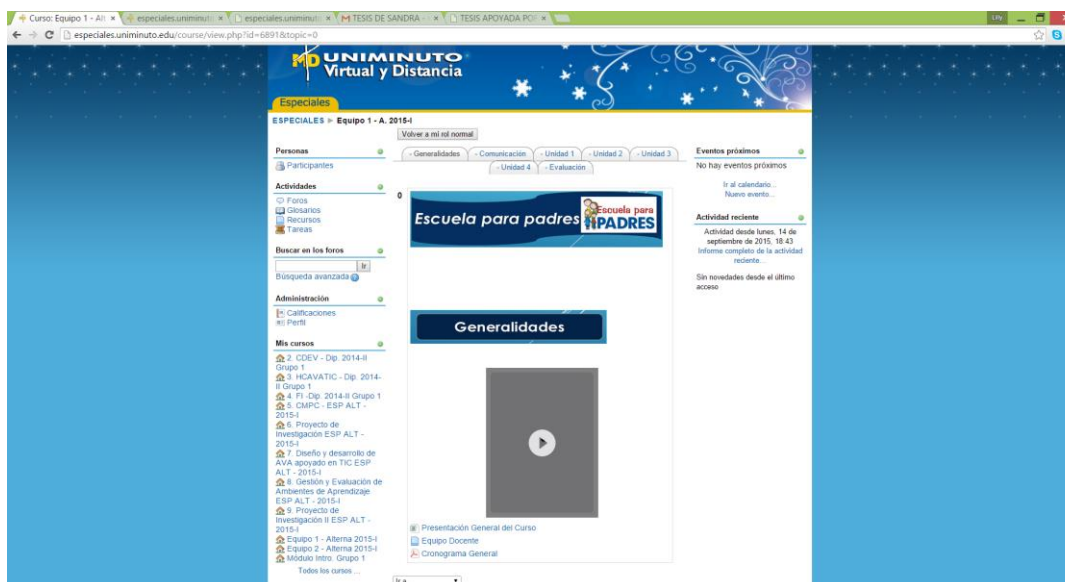 Curso: Equipo 1 - Alt
especiales.uniminuto
especiales.uniminuto
TESIS DE SANDRA -
TESIS APOYADA POR
Lily
especiales.uniminuto.edu/course/view.php?id=6891&topic=0
UNIMINUTO
Virtual y Distancia
Especiales
ESPECIALES ► Equipo 1 - A. 2015-I
Volver a mi rol normal
Personas
Participantes
Actividades
Foros
Glosarios
Recursos
Tareas
Buscar en los foros
Ir
Búsqueda avanzada
Administración
Calificaciones
Perfil
Mis cursos
2. CDEV - Dip. 2014-II
Grupo 1
3. HCAVATIC - Dip. 2014-
II Grupo 1
4. FI -Dip. 2014-II Grupo 1
5. CMPC - ESP ALT -
2015-I
6. Proyecto de
Investigación ESP ALT -
2015-I
7. Diseño y desarrollo de
AVA apoyado en TIC ESP
ALT - 2015-I
8. Gestión y Evaluación de
Ambientes de Aprendizaje
ESP ALT - 2015-I
9. Proyecto de
Investigación II ESP ALT -
2015-I
Equipo 1 - Alterna 2015-I
Equipo 2 - Alterna 2015-I
Módulo Intro. Grupo 1
Todos los cursos ...
- Generalidades
- Comunicación
- Unidad 1
- Unidad 2
- Unidad 3
- Unidad 4
- Evaluación
0
Escuela para padres
Escuela para
PADRES
Generalidades
Presentación General del Curso
Equipo Docente
Cronograma General
Ir a
Eventos próximos
No hay eventos próximos
Ir al calendario...
Nuevo evento...
Actividad reciente
Actividad desde lunes, 14 de
septiembre de 2015, 18:43
Informe completo de la actividad
reciente...
Sin novedades desde el último
acceso